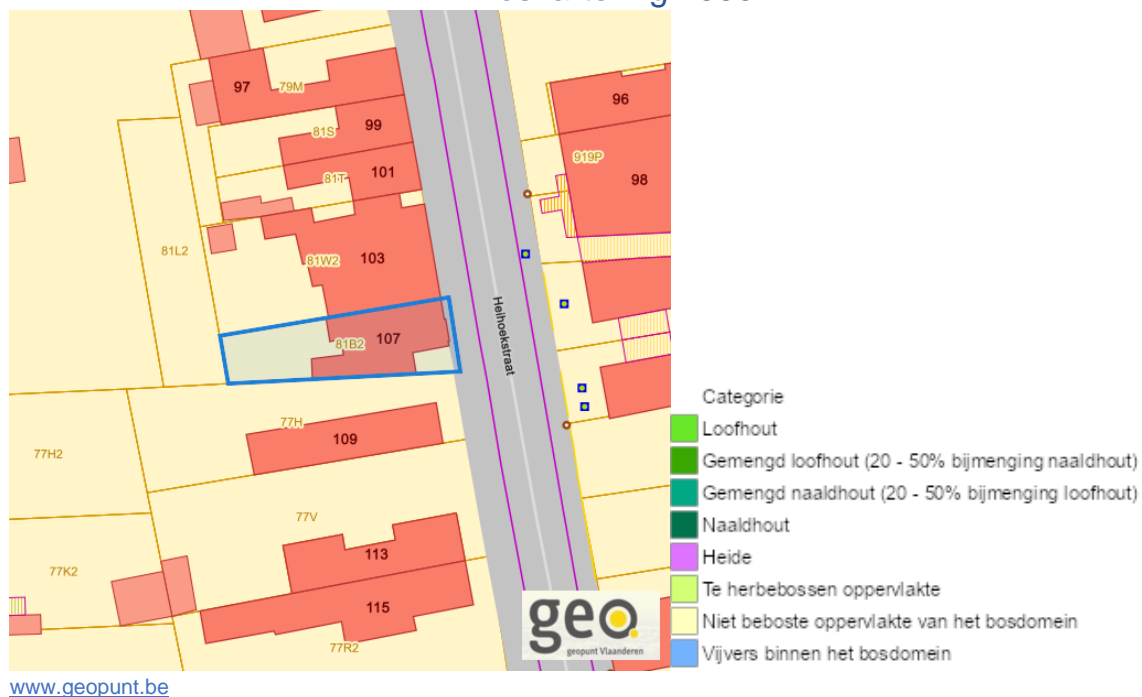 97
79M
96
99
81S
919P
101
81T
98
81L2
103
81W2
Heihoekstraat
107
81B2
77H
109
77H2
77V
113
77K2
115
77R2
geo
geopunt Vlaanderen
Categorie
Loofhout
Gemengd loofhout (20 - 50% bijmenging naaldhout)
Gemengd naaldhout (20 - 50% bijmenging loofhout)
Naaldhout
Heide
Te herbebossen oppervlakte
Niet beboste oppervlakte van het bosdomein
Vijvers binnen het bosdomein
www.geopunt.be